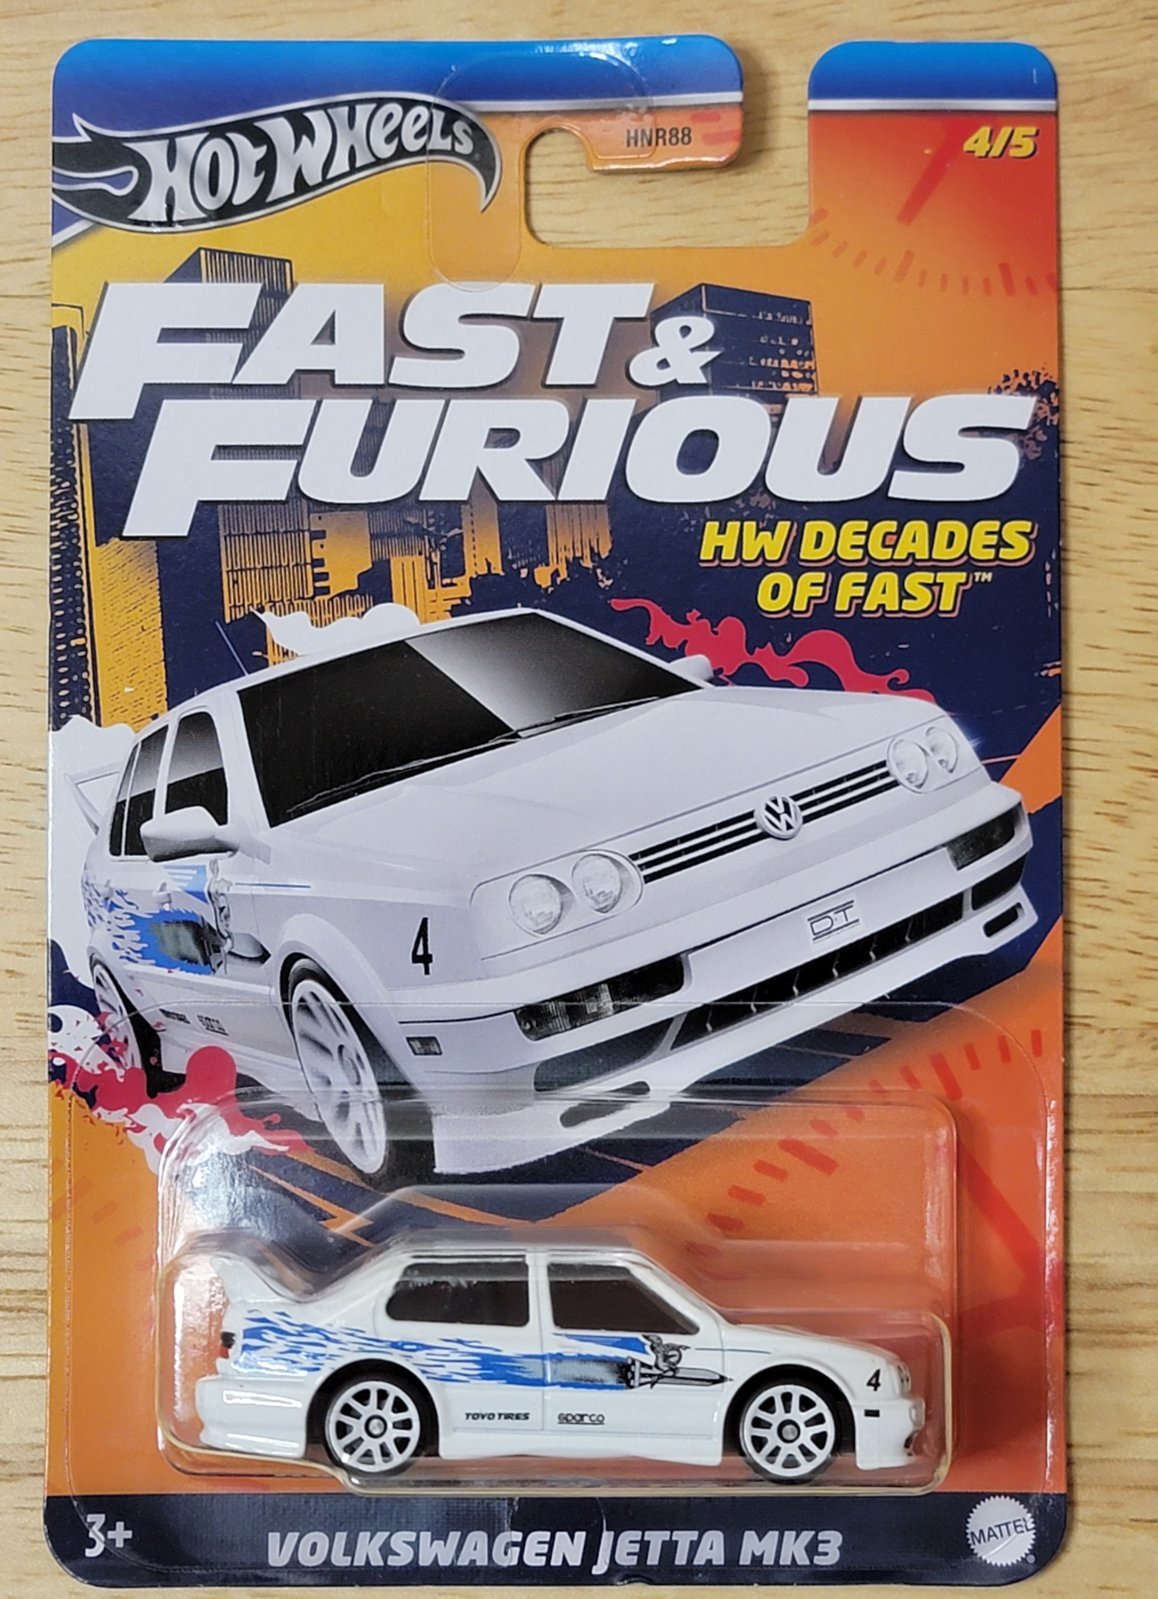 HOT WHEELS
HNR88
4/5
FAST &
FURIOUS
HW DECADES
OF FAST™
4
D·T
sparco
4
TOYO TIRES
sparco
3+
VOLKSWAGEN JETTA MK3
MATTEL